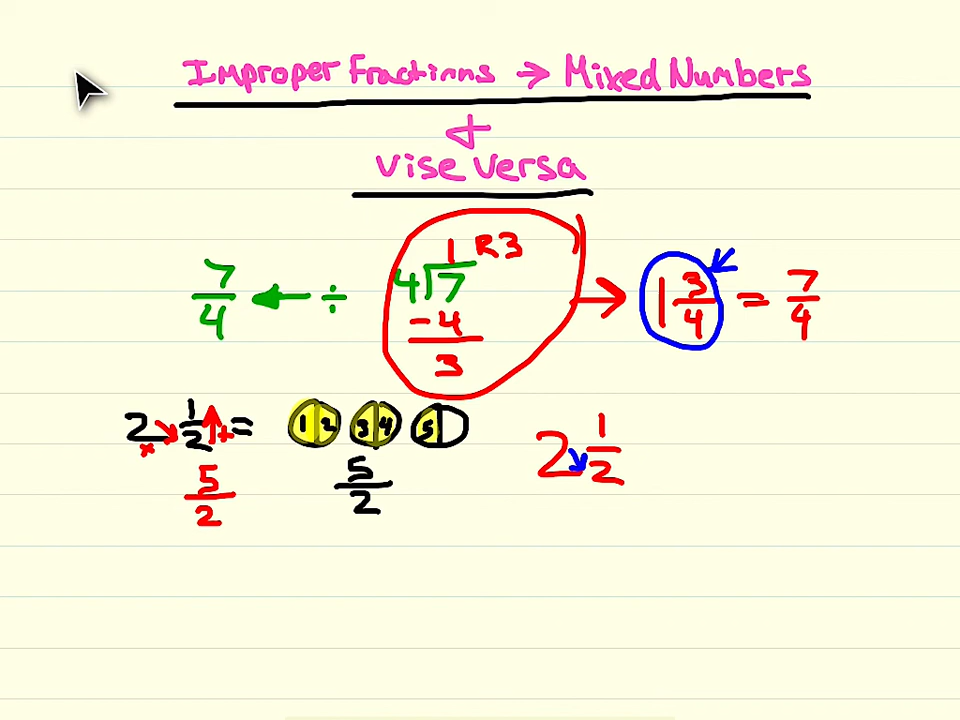 Improper Fractions → Mixed Numbers
+
Vise Versa
1 R3
7/4 ← ÷ 4)7 → 1 3/4 = 7/4
-4
3
2 1/2 = 1 2 3 4 5 2 1/2
x +
5/2 5/2